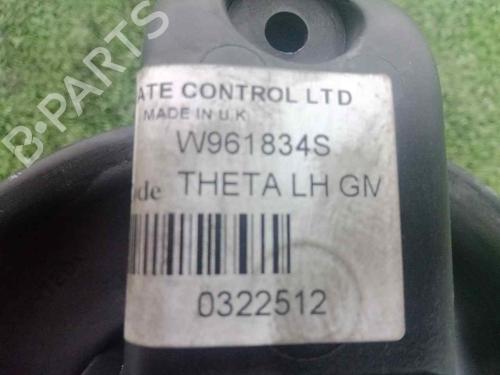 B-PARTS
ATE CONTROL LTD
MADE IN U.K
W961834S
de THETA LH GM
0322512